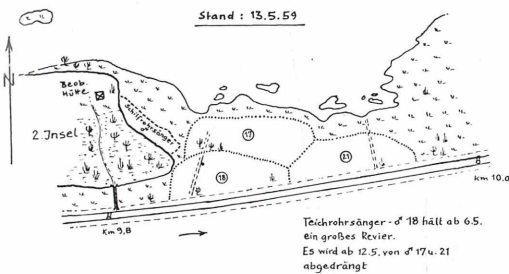 Stand : 13.5.59
N
Beob.
Hütte
Schilfrohrsänger
♂
2. Insel
17
21
18
km 10,0
km 9,8
Teichrohrsänger - ♂ 18 hält ab 6.5.
ein großes Revier.
Es wird ab 12.5. von ♂ 17 u. 21
abgedrängt